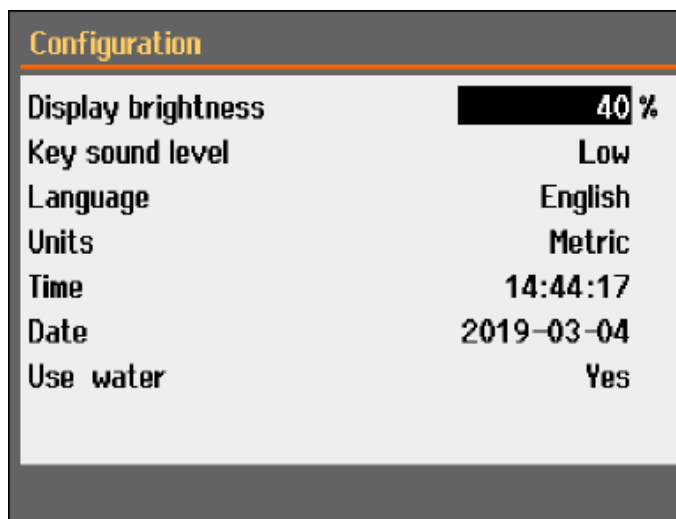 Configuration
Display brightness 40 %
Key sound level Low
Language English
Units Metric
Time 14:44:17
Date 2019-03-04
Use water Yes